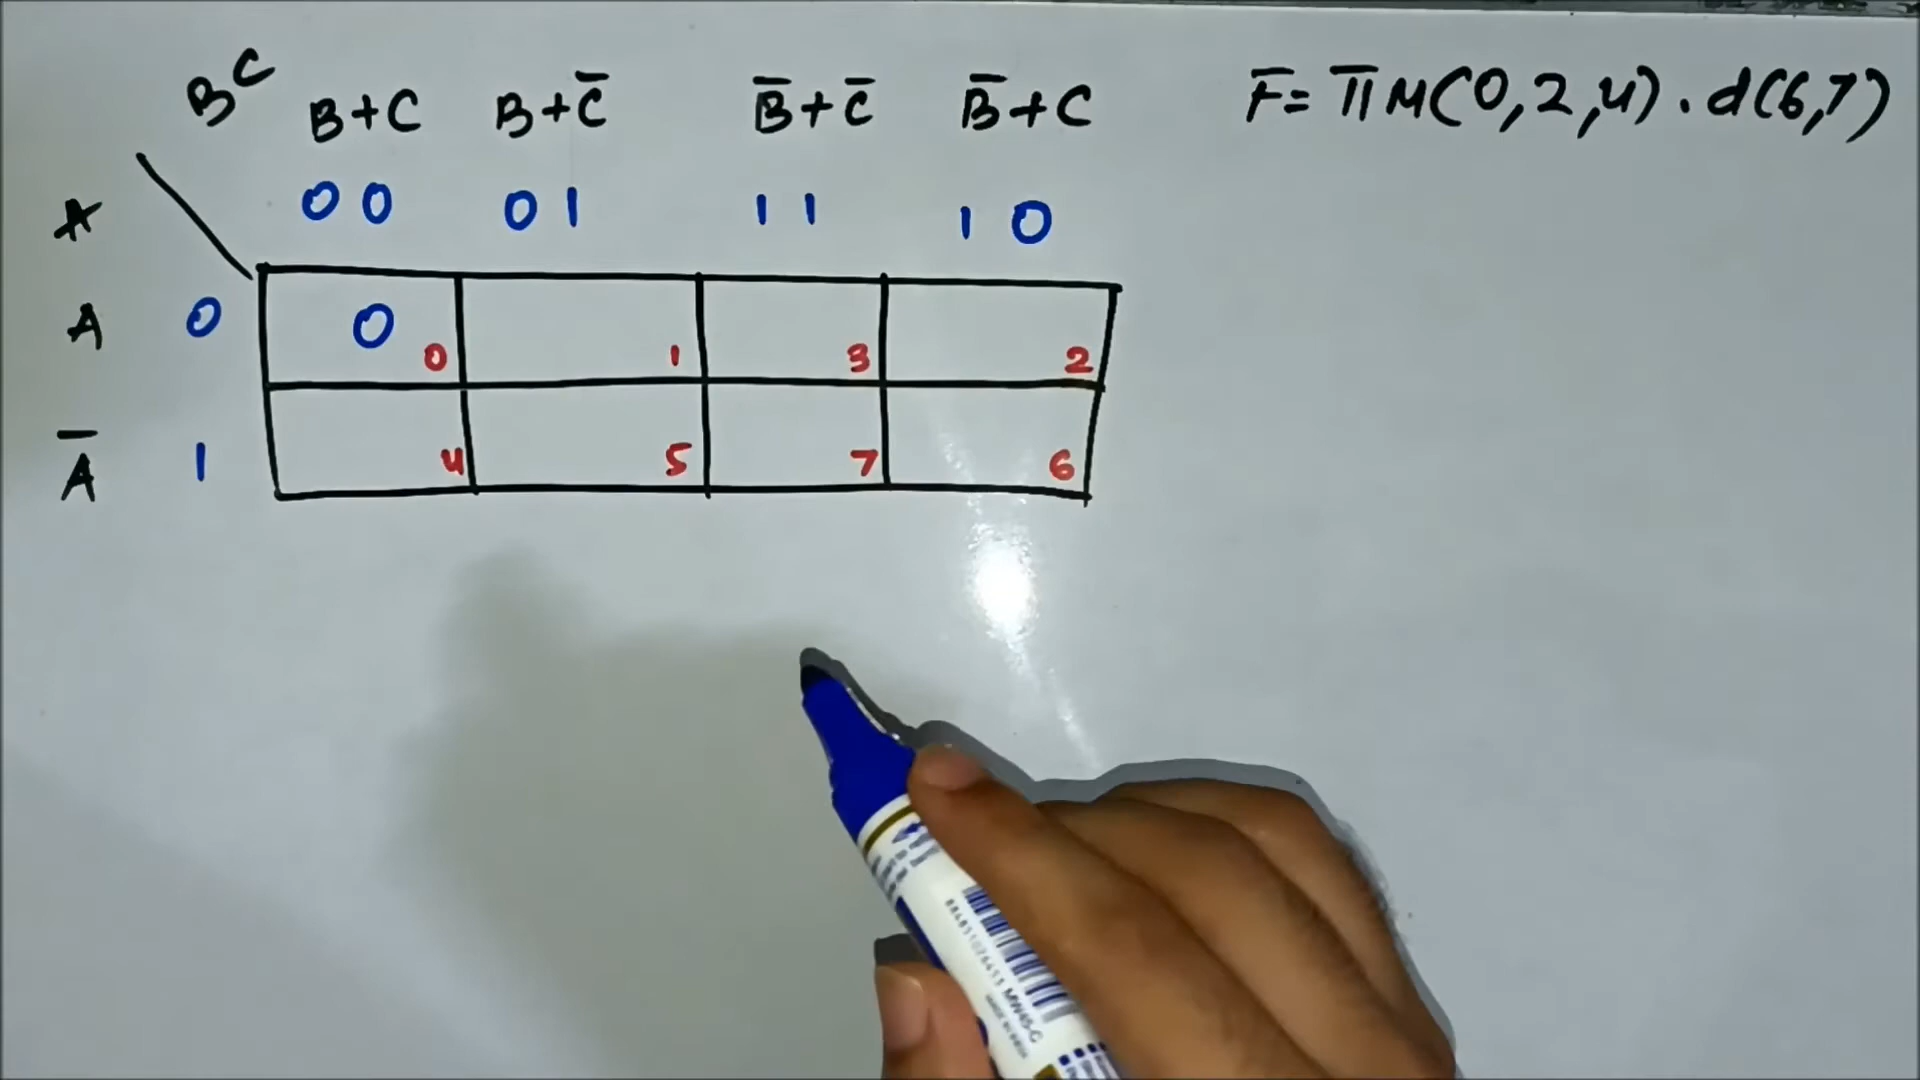 BC B+C B+C̅ B̅+C̅ B̅+C F=ΠM(0,2,4).d(6,7)
A 00 01 11 10
A 0 0 0 1 3 2
A̅ 1 4 5 7 6